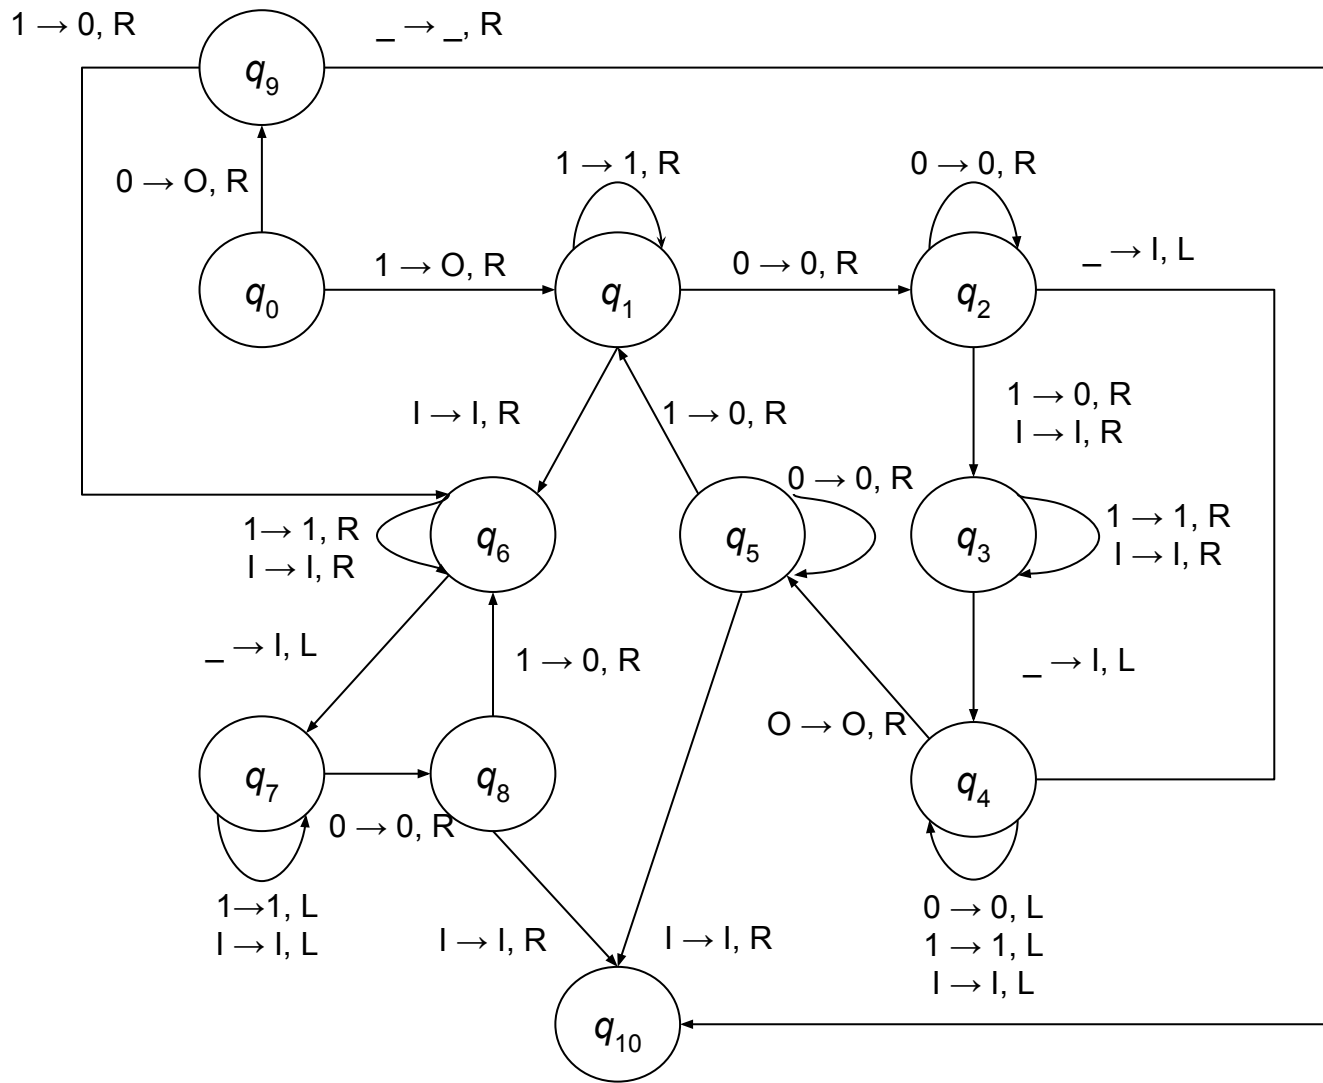 1 → 0, R
_ → _, R
q9
0 → O, R
1 → 1, R
0 → 0, R
q0
1 → O, R
q1
0 → 0, R
q2
_ → I, L
I → I, R
1 → 0, R
1 → 0, R
I → I, R
1→ 1, R
I → I, R
q6
q5
0 → 0, R
q3
1 → 1, R
I → I, R
_ → I, L
1 → 0, R
_ → I, L
O → O, R
q7
0 → 0, R
q8
q4
1→1, L
I → I, L
I → I, R
I → I, R
0 → 0, L
1 → 1, L
I → I, L
q10